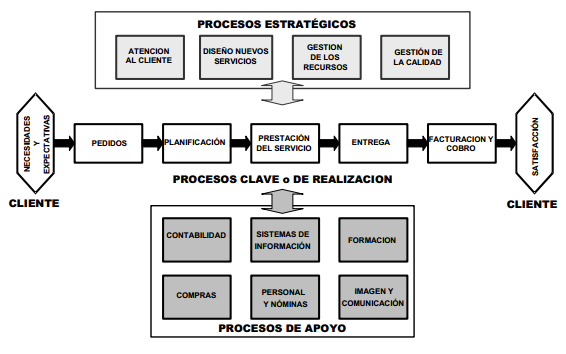 PROCESOS ESTRATÉGICOS
ATENCION
AL CLIENTE
DISEÑO NUEVOS
SERVICIOS
GESTION
DE LOS
RECURSOS
GESTIÓN DE
LA CALIDAD
NECESIDADES
Y
EXPECTATIVAS
CLIENTE
PEDIDOS
PLANIFICACIÓN
PRESTACIÓN
DEL SERVICIO
ENTREGA
FACTURACION Y
COBRO
SATISFACCIÓN
CLIENTE
PROCESOS CLAVE o DE REALIZACION
CONTABILIDAD
SISTEMAS DE
INFORMACIÓN
FORMACION
COMPRAS
PERSONAL
Y NÓMINAS
IMAGEN Y
COMUNICACIÓN
PROCESOS DE APOYO